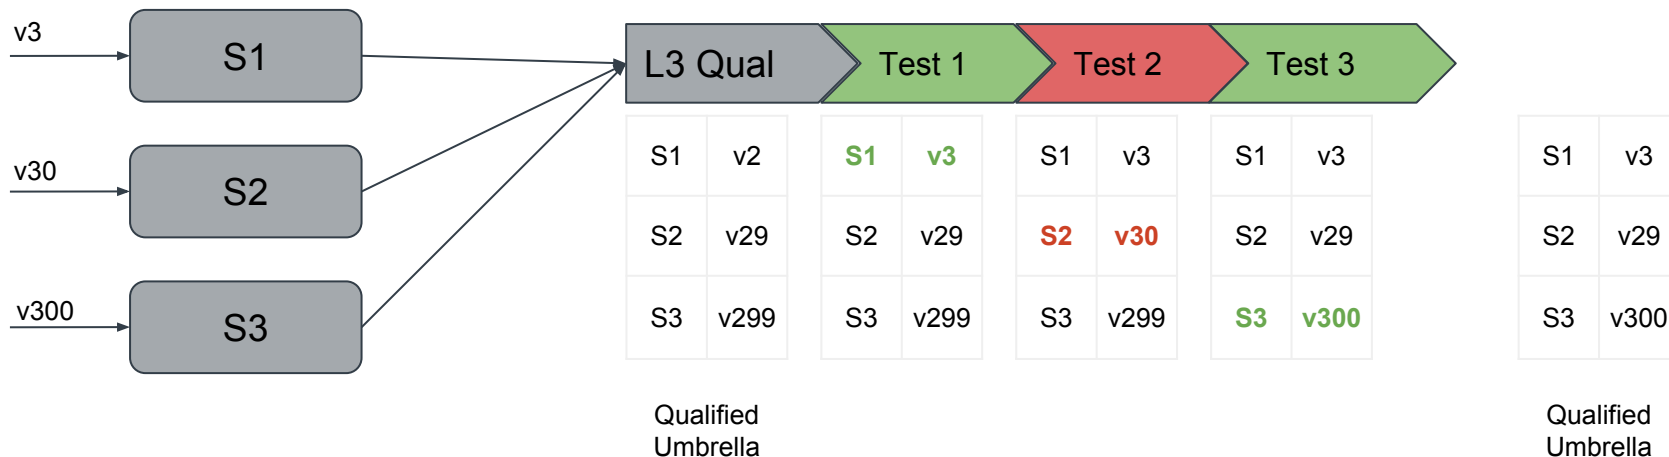 v3
S1
v30
S2
v300
S3
L3 Qual
Test 1
Test 2
Test 3
S1 v2
S2 v29
S3 v299
Qualified
Umbrella
S1 v3
S2 v29
S3 v299
S1 v3
S2 v30
S3 v299
S1 v3
S2 v29
S3 v300
S1 v3
S2 v29
S3 v300
Qualified
Umbrella